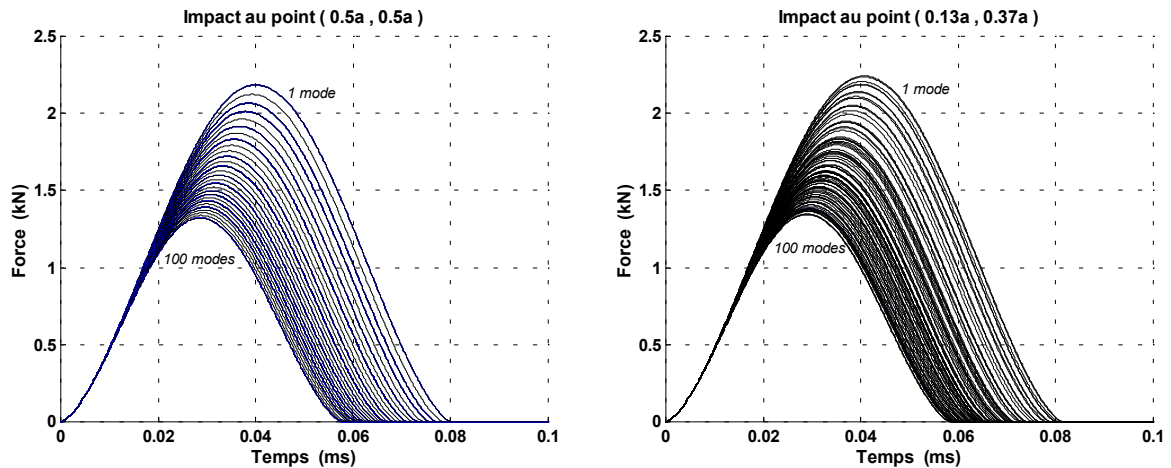 Impact au point ( 0.5a , 0.5a )
2.5
2
1.5
1
0.5
0
Force (kN)
1 mode
100 modes
0 0.02 0.04 0.06 0.08 0.1
Temps (ms)
Impact au point ( 0.13a , 0.37a )
2.5
2
1.5
1
0.5
0
Force (kN)
1 mode
100 modes
0 0.02 0.04 0.06 0.08 0.1
Temps (ms)